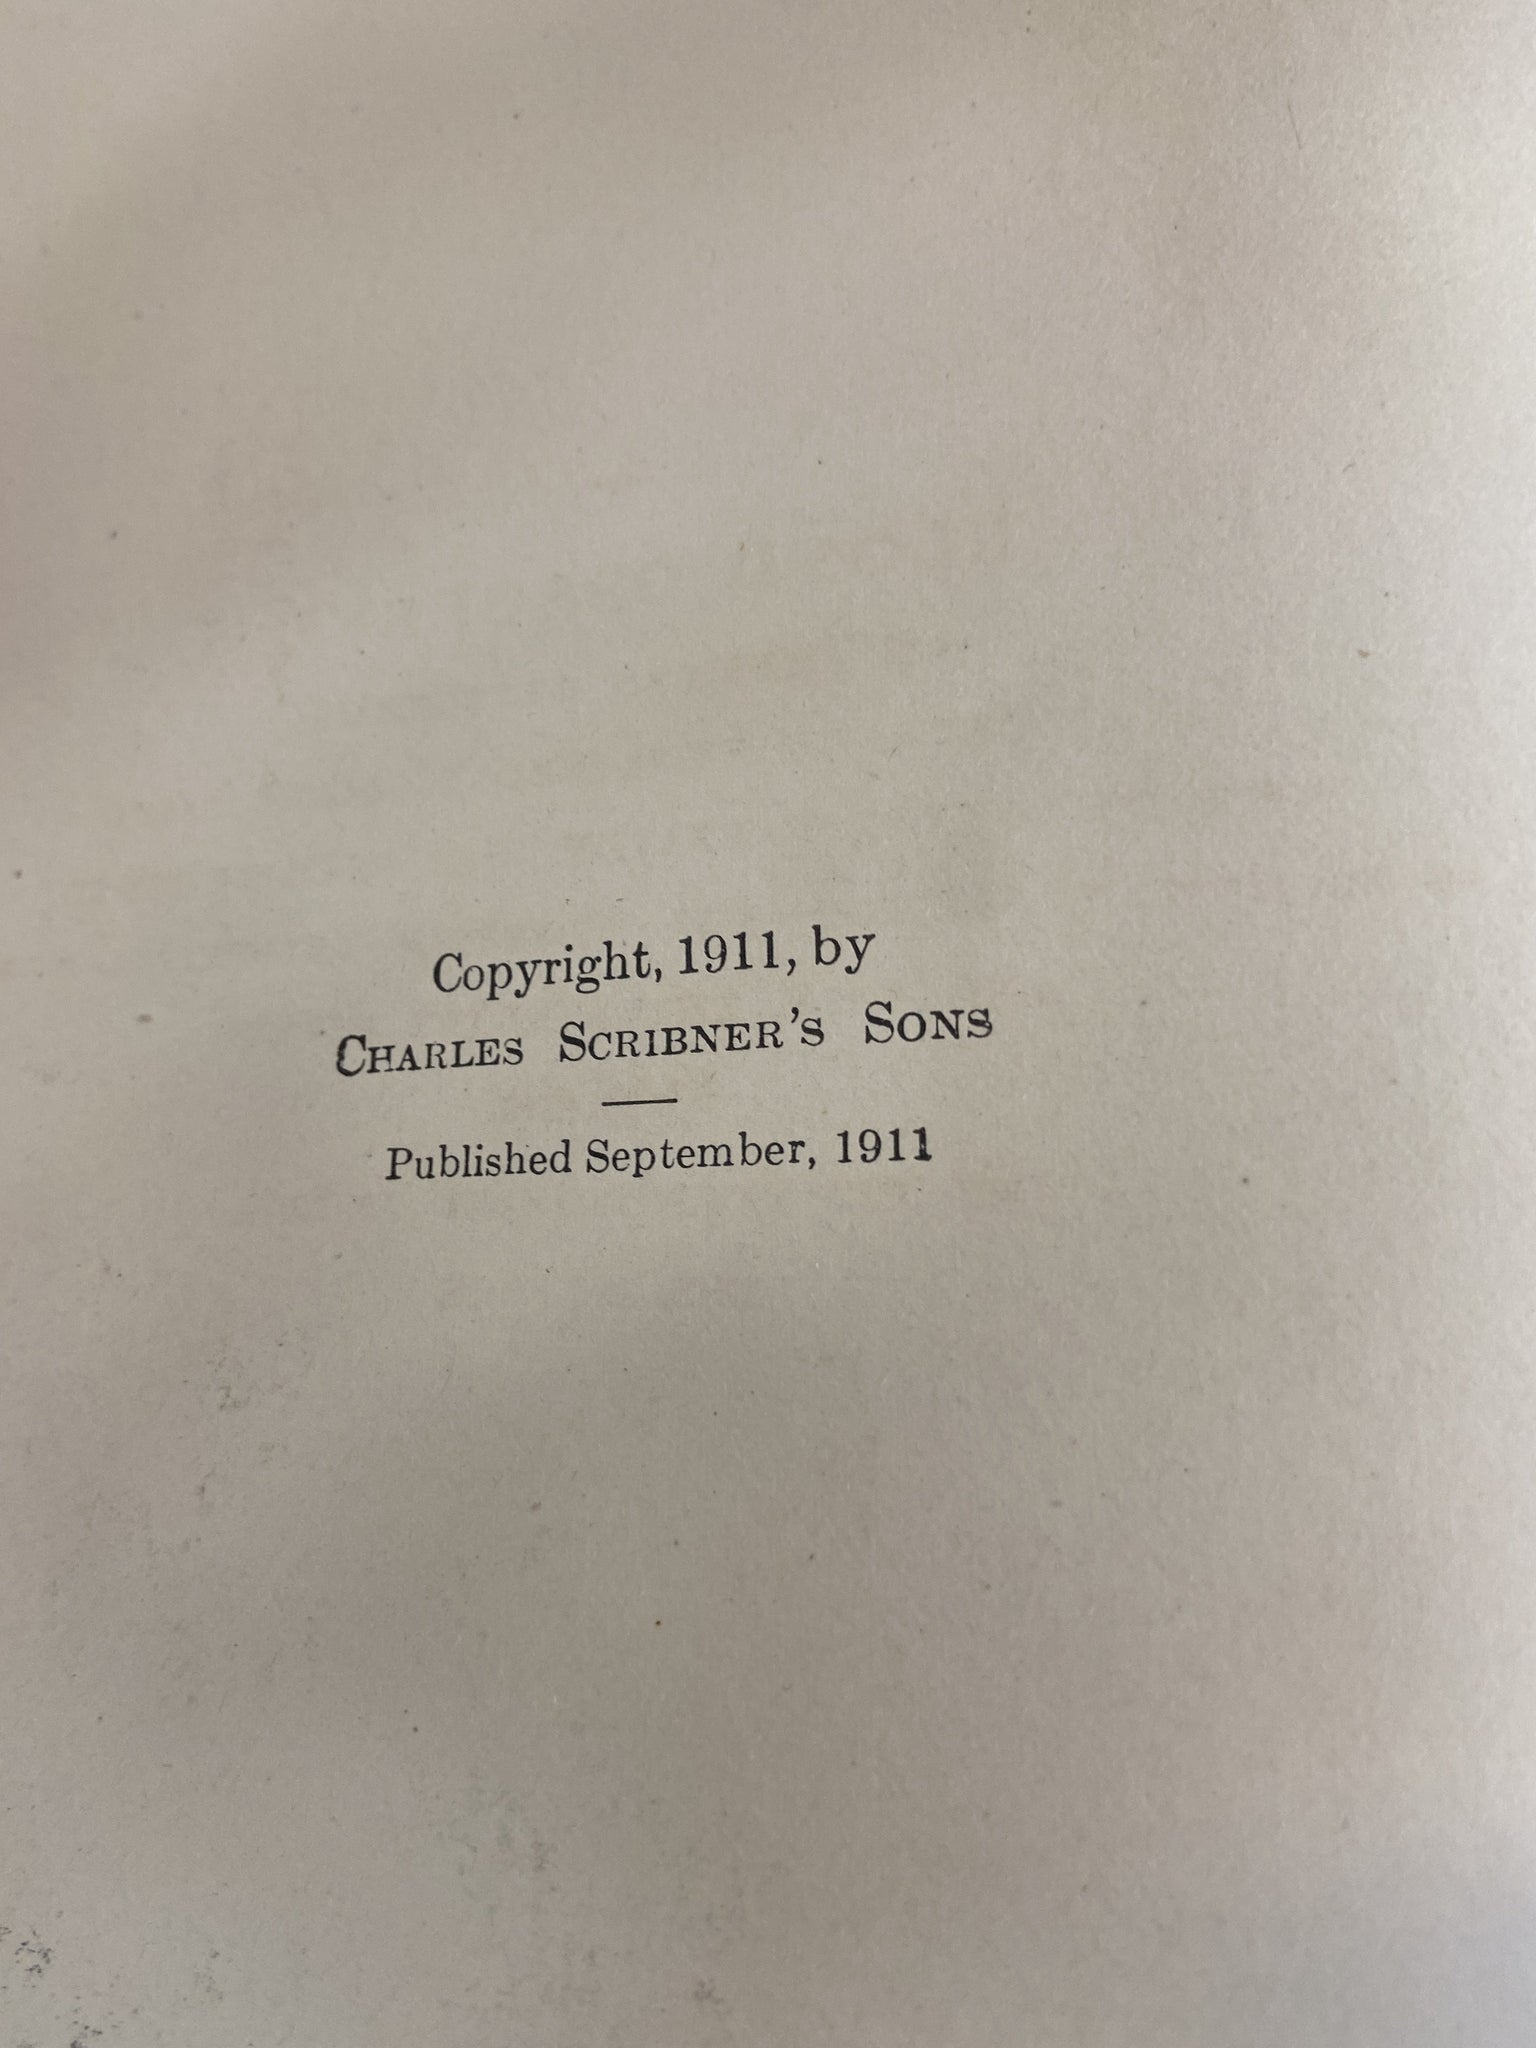 Copyright, 1911, by
CHARLES SCRIBNER'S SONS
Published September, 1911